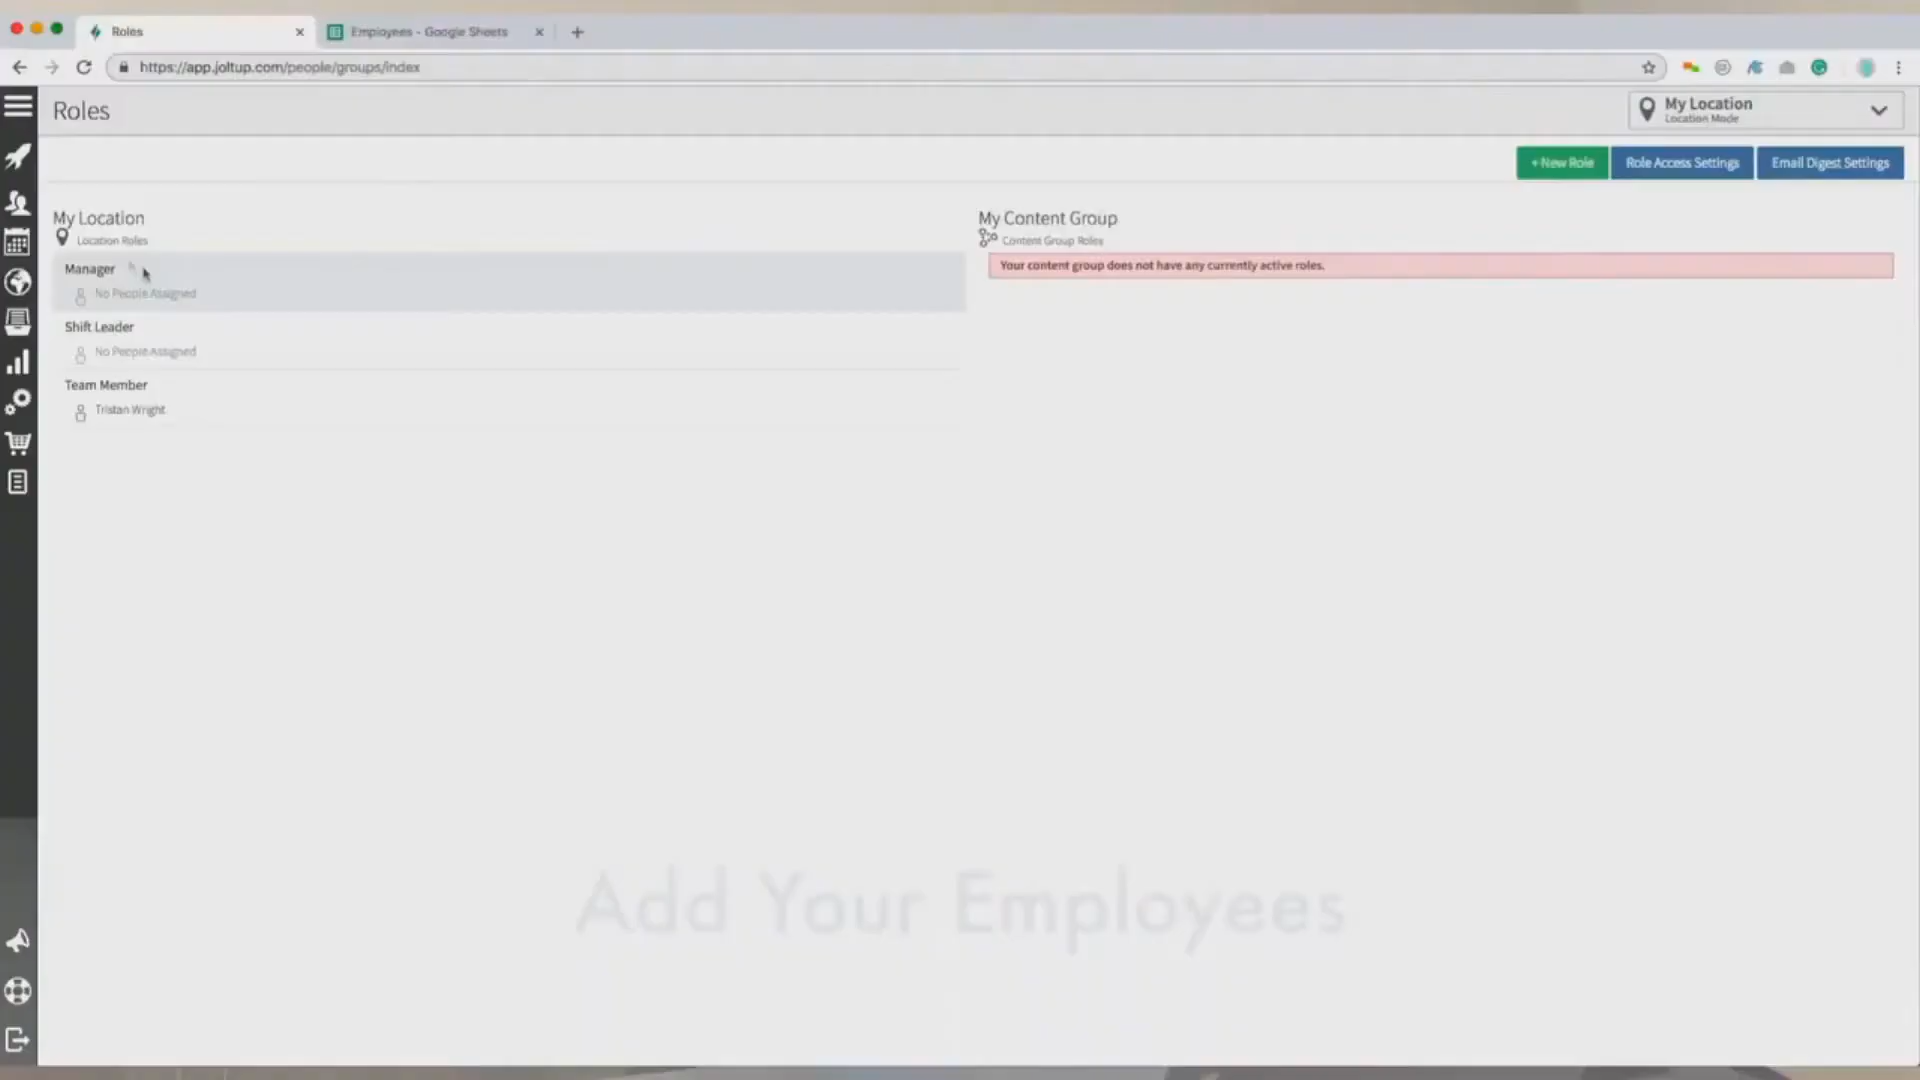 Roles
Employees - Google Sheets
https://app.joltup.com/people/groups/index
Roles
My Location
Location Mode
+ New Role
Role Access Settings
Email Digest Settings
My Location
Location Roles
Manager
No People Assigned
Shift Leader
No People Assigned
Team Member
Tristan Wright
My Content Group
Content Group Roles
Your content group does not have any currently active roles.
Add Your Employees